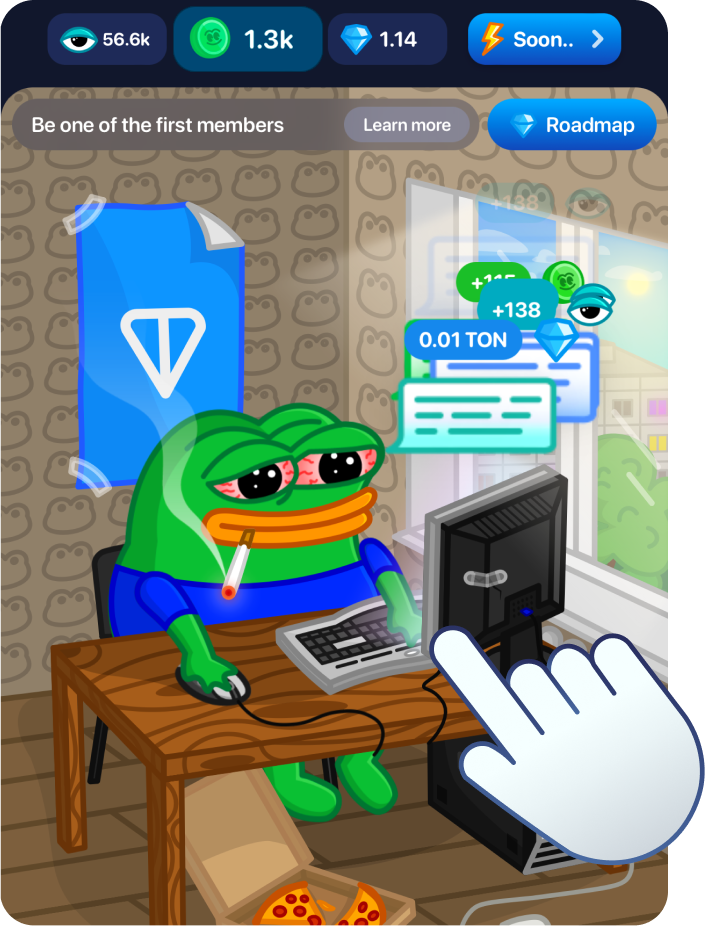 56.6k
1.3k
1.14
Soon..
Be one of the first members
Learn more
Roadmap
+138
+138
0.01 TON